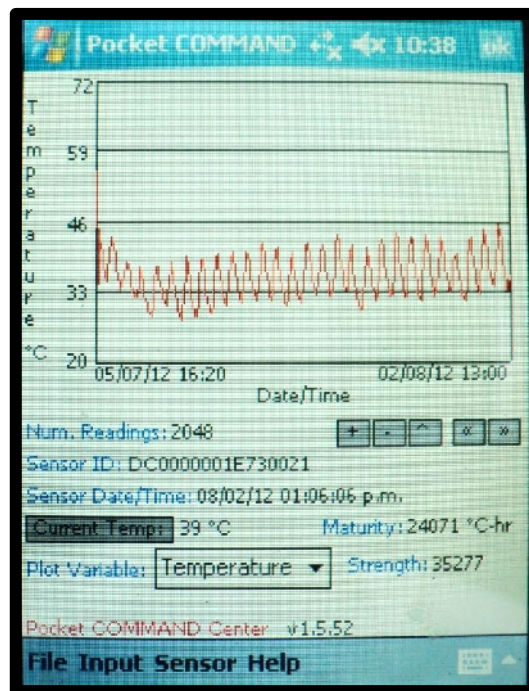 Pocket COMMAND 10:38 ok
72
59
46
33
20
Temperature °C
05/07/12 16:20 02/08/12 13:00
Date/Time
Num. Readings: 2048 + - ^ « »
Sensor ID: DC0000001E730021
Sensor Date/Time: 08/02/12 01:06:06 p.m.
Current Temp: 39 °C Maturity: 24071 °C-hr
Plot Variable: Temperature Strength: 35277
Pocket COMMAND Center v1.5.52
File Input Sensor Help